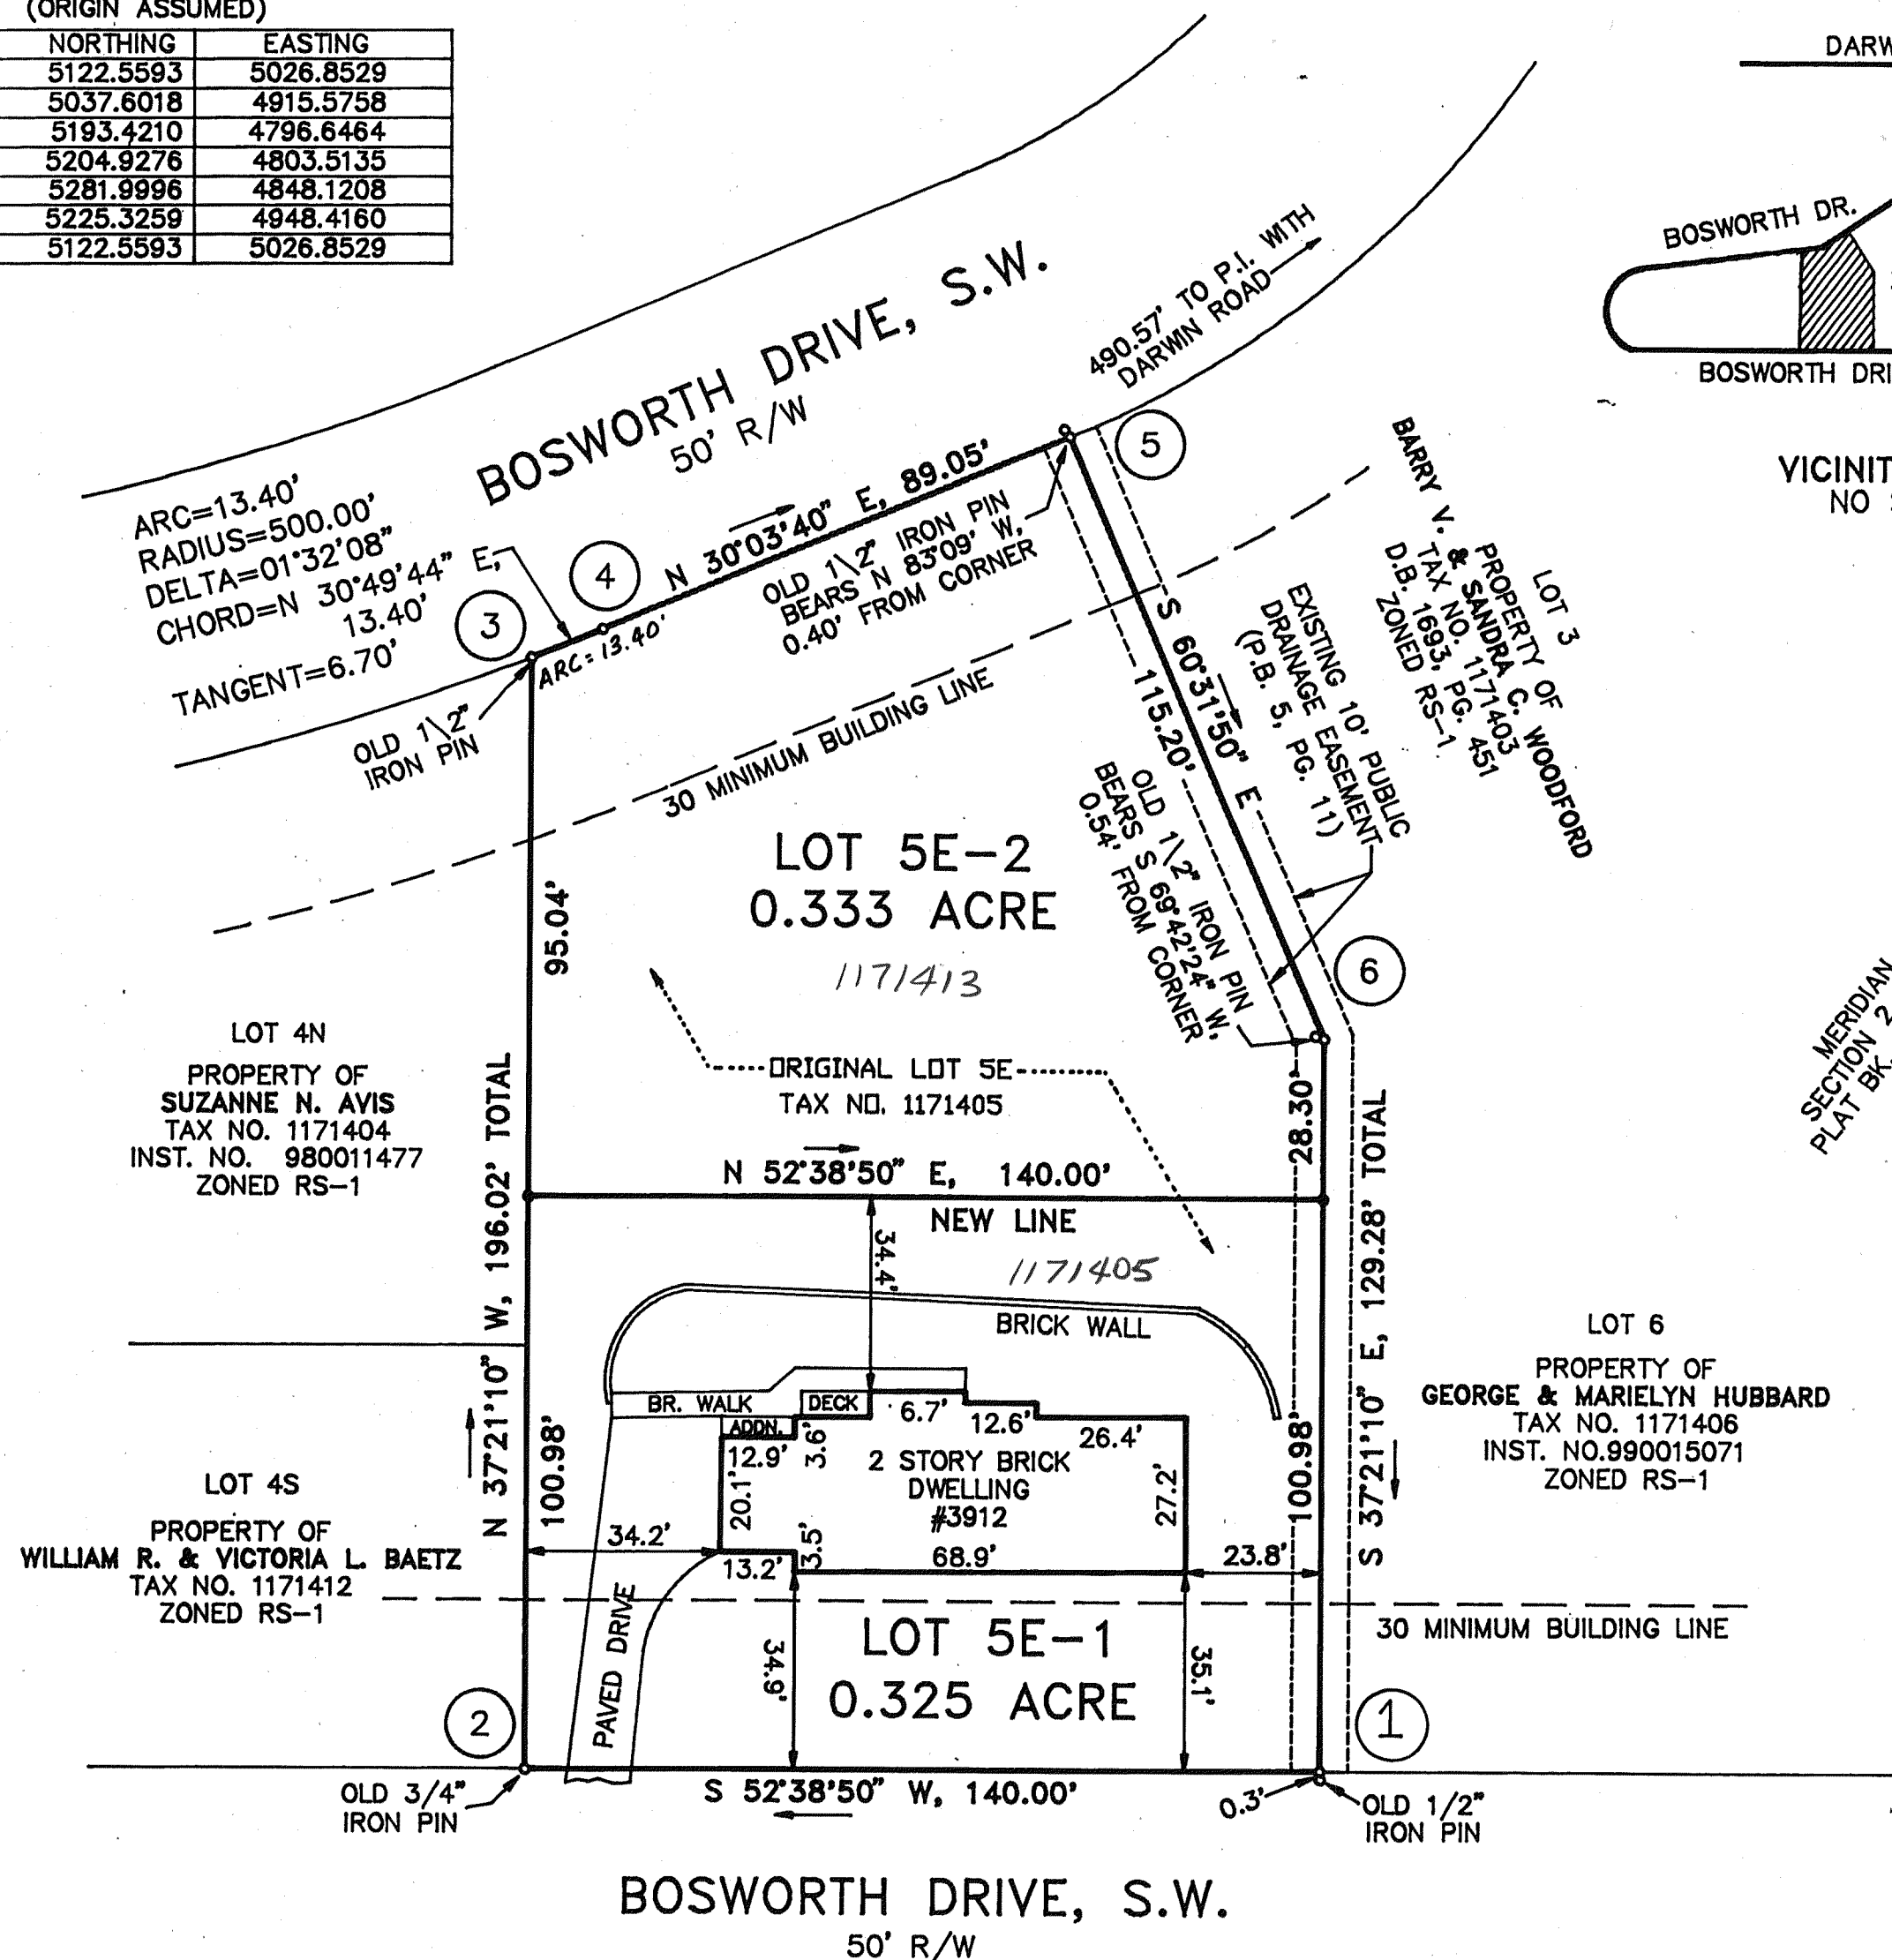 (ORIGIN ASSUMED)
NORTHING EASTING
5122.5593 5026.8529
5037.6018 4915.5758
5193.4210 4796.6464
5204.9276 4803.5135
5281.9996 4848.1208
5225.3259 4948.4160
5122.5593 5026.8529
BOSWORTH DR.
BOSWORTH DRIVE, S.W.
50' R/W
490.57' TO P.I. WITH
DARWIN ROAD
ARC=13.40'
RADIUS=500.00'
DELTA=01°32'08"
CHORD=N 30°49'44" E,
13.40'
TANGENT=6.70'
3
4
5
N 30°03'40" E, 89.05'
ARC=13.40'
OLD 1\2" IRON PIN
BEARS N 83°09' W,
0.40' FROM CORNER
OLD 1\2"
IRON PIN
30 MINIMUM BUILDING LINE
S 60°31'50" E
115.20'
EXISTING 10' PUBLIC
DRAINAGE EASEMENT
(P.B. 5, PG. 11)
LOT 3
PROPERTY OF
BARRY V. & SANDRA C. WOODFORD
TAX NO. 1171403
D.B. 1693, PG. 451
ZONED RS-1
OLD 1\2" IRON PIN
BEARS S 69°42'24" W,
0.54' FROM CORNER
6
LOT 5E-2
0.333 ACRE
1171413
95.04'
MERIDIAN
SECTION 2
PLAT BK.
LOT 4N
PROPERTY OF
SUZANNE N. AVIS
TAX NO. 1171404
INST. NO. 980011477
ZONED RS-1
ORIGINAL LOT 5E
TAX NO. 1171405
N 37°21'10" W, 196.02' TOTAL
28.30'
N 52°38'50" E, 140.00'
NEW LINE
1171405
34.4'
BRICK WALL
S 37°21'10" E, 129.28' TOTAL
LOT 6
PROPERTY OF
GEORGE & MARIELYN HUBBARD
TAX NO. 1171406
INST. NO.990015071
ZONED RS-1
BR. WALK
DECK
ADDN.
6.7'
12.6'
26.4'
12.9'
3.6'
20.1'
2 STORY BRICK
DWELLING
#3912
27.2'
100.98'
100.98'
34.2'
13.2'
3.5'
68.9'
23.8'
LOT 4S
PROPERTY OF
WILLIAM R. & VICTORIA L. BAETZ
TAX NO. 1171412
ZONED RS-1
PAVED DRIVE
34.9'
LOT 5E-1
0.325 ACRE
35.1'
30 MINIMUM BUILDING LINE
2
1
OLD 3/4"
IRON PIN
S 52°38'50" W, 140.00'
0.3'
OLD 1/2"
IRON PIN
BOSWORTH DRIVE, S.W.
50' R/W